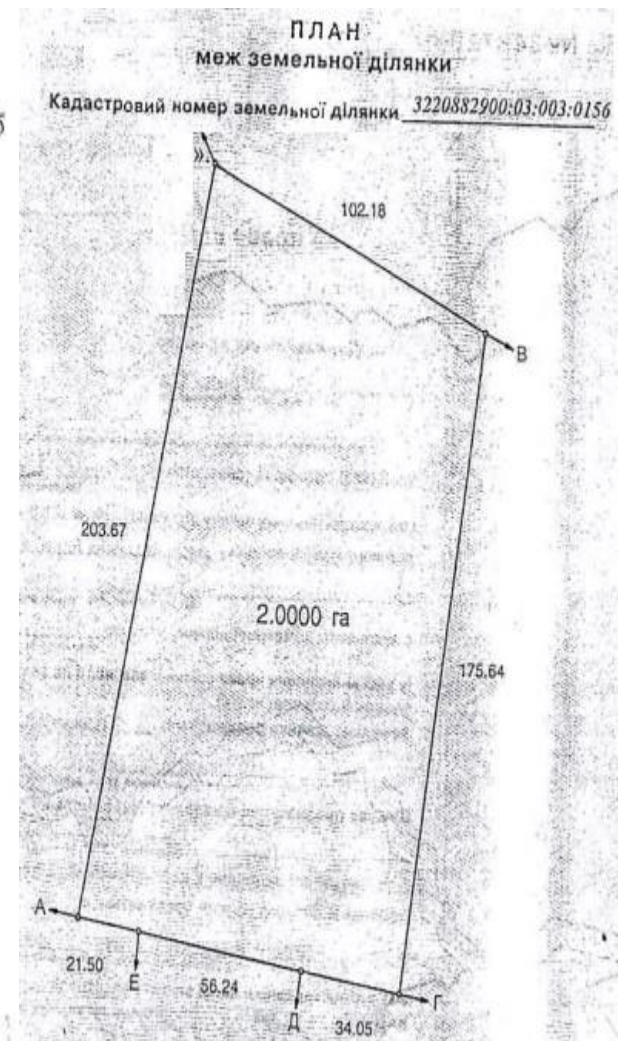 ПЛАН
меж земельної ділянки
Кадастровий номер земельної ділянки 3220882900:03:003:0156
102.18
В
203.67
2.0000 га
175.64
А
21.50
Е
56.24
Д
34.05
Г